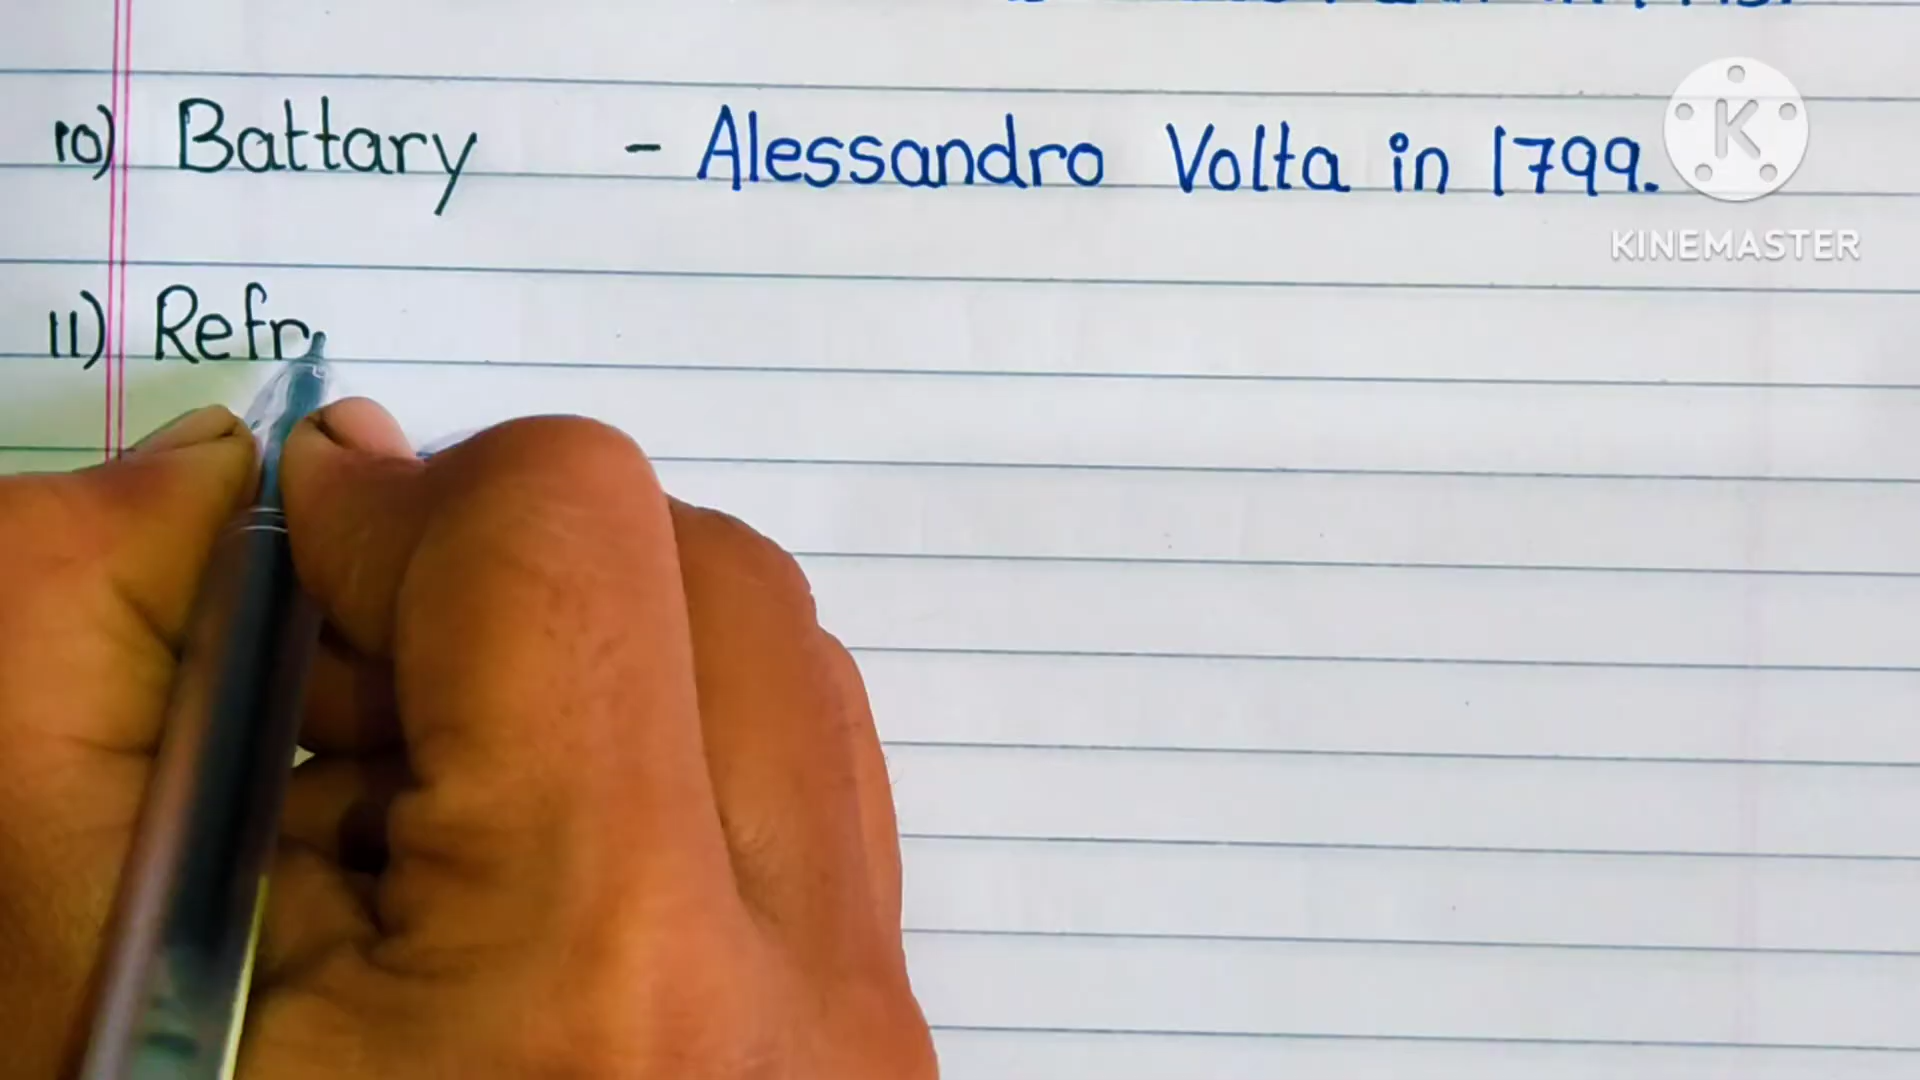 10) Battary - Alessandro Volta in 1799.
KINEMASTER
11) Refr